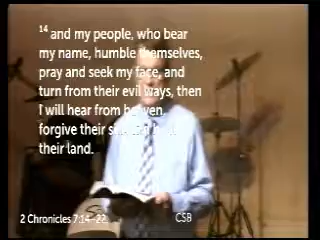 14 and my people, who bear
my name, humble themselves,
pray and seek my face, and
turn from their evil ways, then
I will hear from heaven
forgive their
their land.
2 Chronicles 7:14-22
CSB